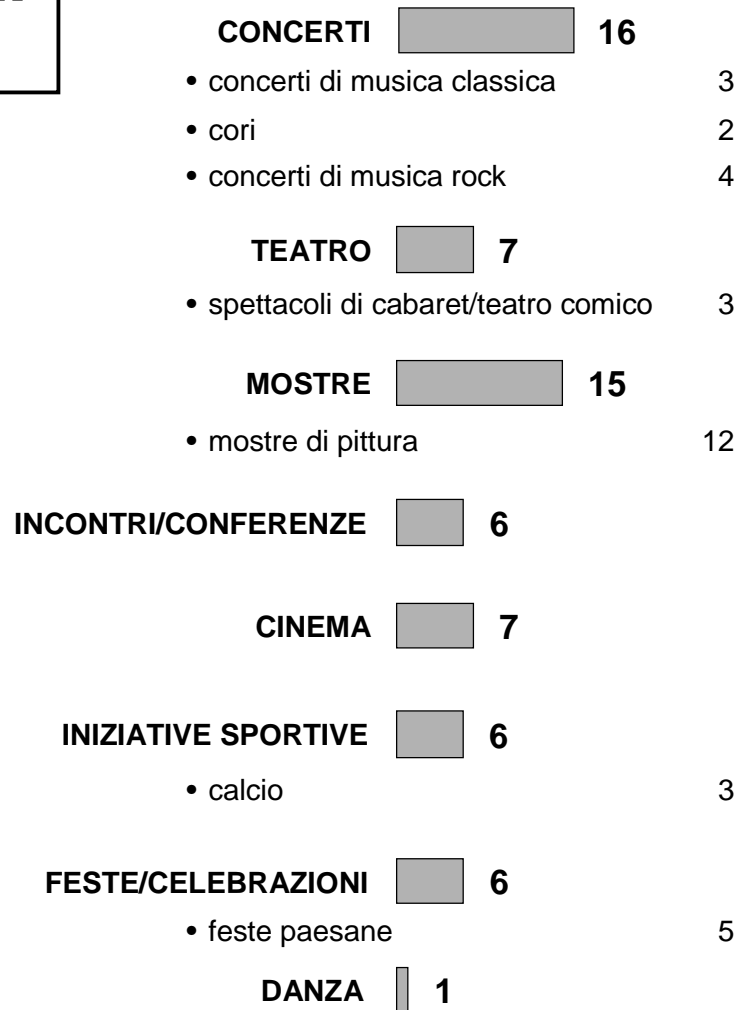 CONCERTI 16
• concerti di musica classica 3
• cori 2
• concerti di musica rock 4
TEATRO 7
• spettacoli di cabaret/teatro comico 3
MOSTRE 15
• mostre di pittura 12
INCONTRI/CONFERENZE 6
CINEMA 7
INIZIATIVE SPORTIVE 6
• calcio 3
FESTE/CELEBRAZIONI 6
• feste paesane 5
DANZA 1